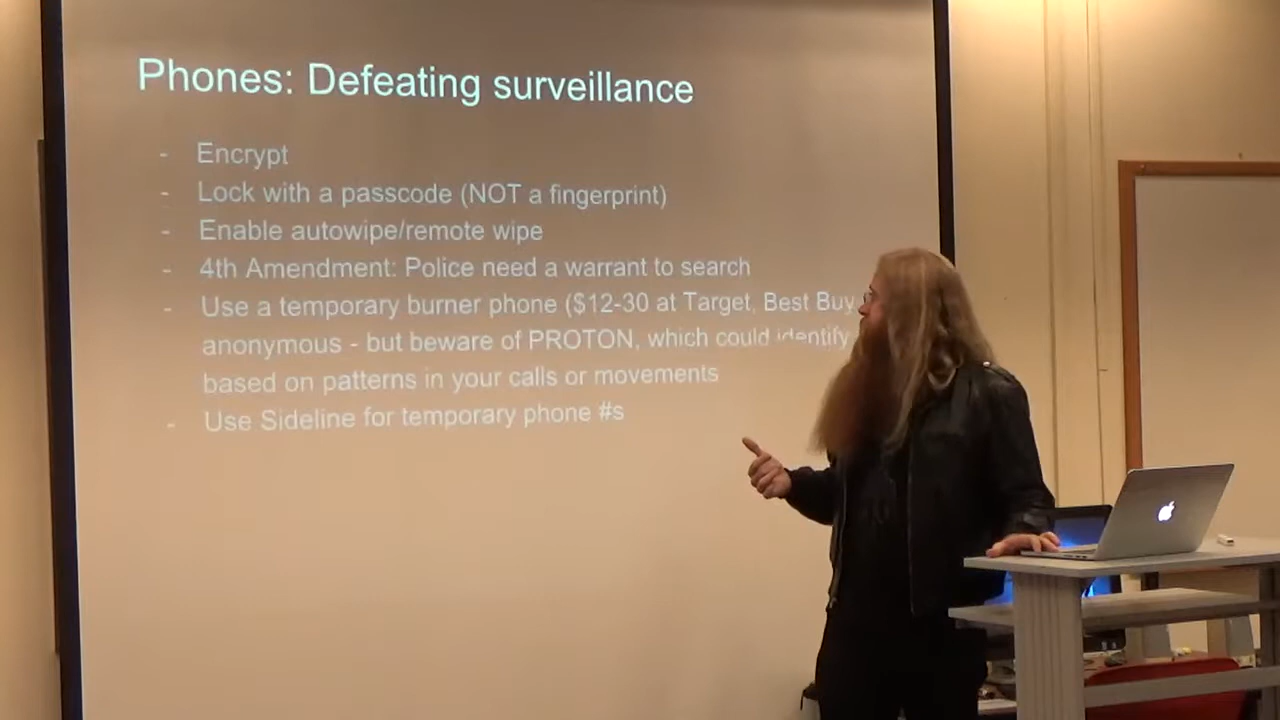 Phones: Defeating surveillance
- Encrypt
- Lock with a passcode (NOT a fingerprint)
- Enable autowipe/remote wipe
- 4th Amendment: Police need a warrant to search
Use a temporary burner phone ($12-30 at Target, Best Buy
anonymous - but beware of PROTON, which could identify
based on patterns in your calls or movements
- Use Sideline for temporary phone #s